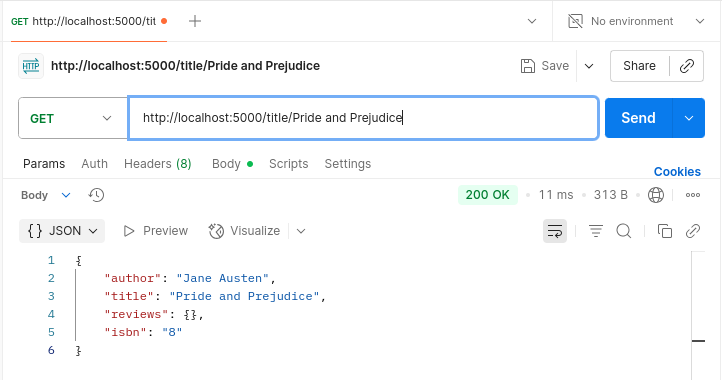 GET http://localhost:5000/tit No environment
HTTP http://localhost:5000/title/Pride and Prejudice Save Share
GET http://localhost:5000/title/Pride and Prejudice Send
Params Auth Headers (8) Body Scripts Settings Cookies
Body 200 OK 11 ms 313 B
{} JSON Preview Visualize
1 {
2 "author": "Jane Austen",
3 "title": "Pride and Prejudice",
4 "reviews": {},
5 "isbn": "8"
6 }